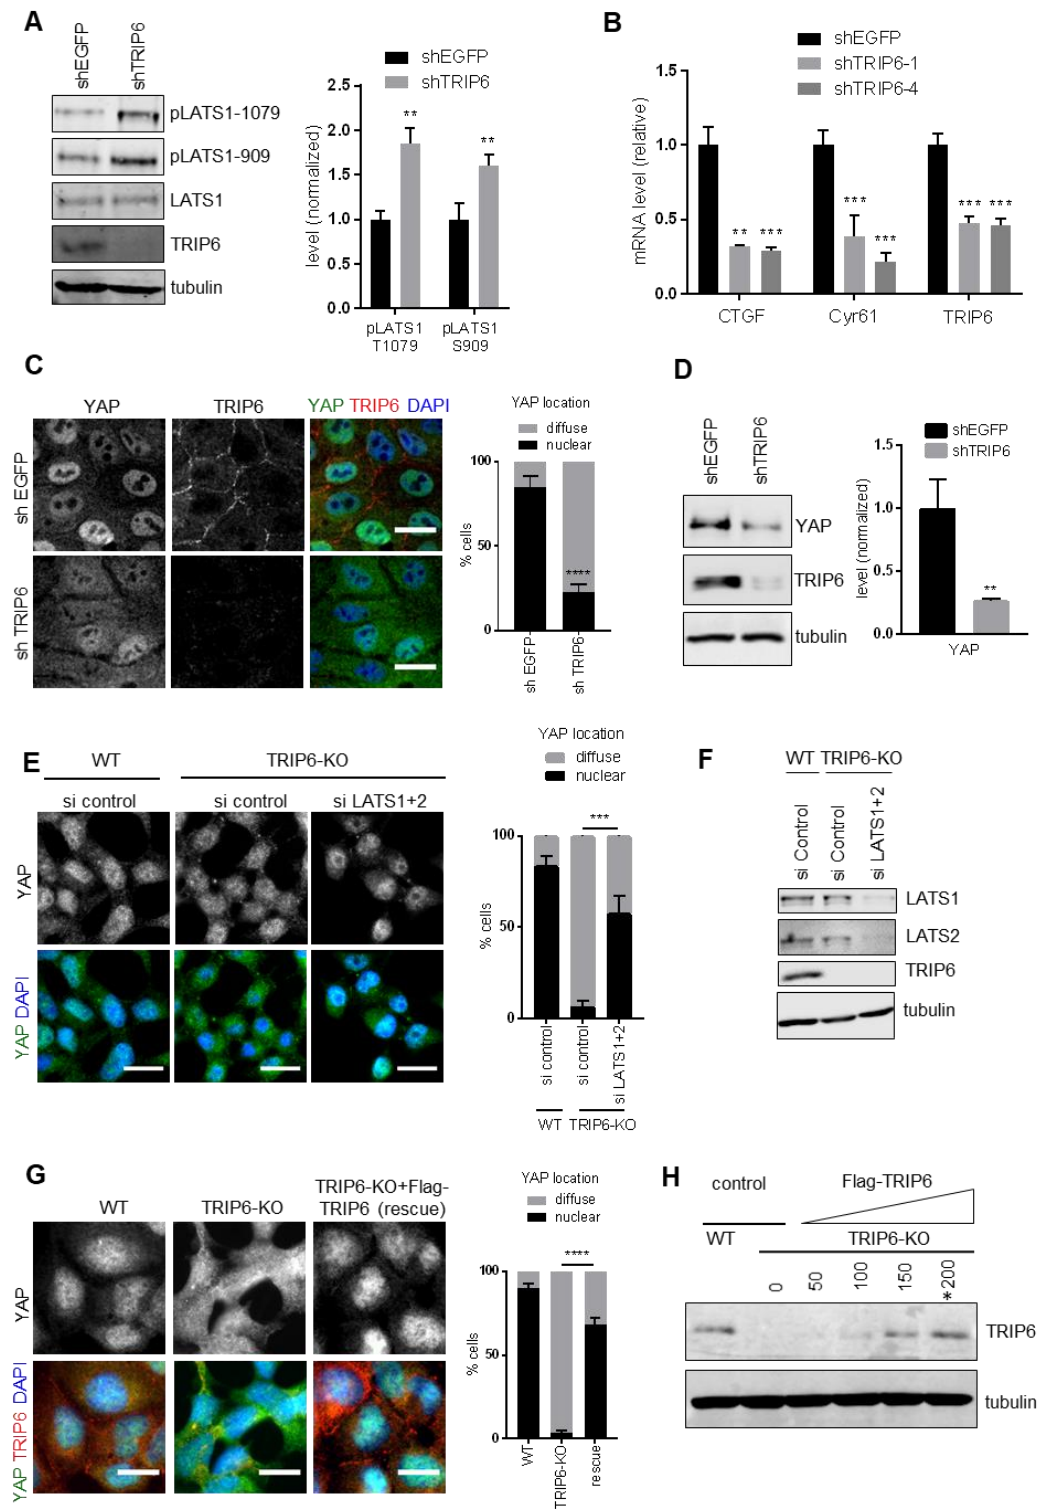 A
shEGFP
shTRIP6
pLATS1-1079
pLATS1-909
LATS1
TRIP6
tubulin
shEGFP
shTRIP6
level (normalized)
2.5
2.0
1.5
1.0
0.5
0.0
**
**
pLATS1
T1079
pLATS1
S909
B
shEGFP
shTRIP6-1
shTRIP6-4
mRNA level (relative)
1.5
1.0
0.5
0.0
** ***
*** ***
*** ***
CTGF
Cyr61
TRIP6
C
YAP
TRIP6
YAP TRIP6 DAPI
sh EGFP
sh TRIP6
YAP location
diffuse
nuclear
% cells
100
50
0
****
sh EGFP
sh TRIP6
D
shEGFP
shTRIP6
YAP
TRIP6
tubulin
shEGFP
shTRIP6
level (normalized)
1.5
1.0
0.5
0.0
**
YAP
E
WT
TRIP6-KO
si control
si control
si LATS1+2
YAP
YAP DAPI
YAP location
diffuse
nuclear
% cells
100
50
0
***
si control
si control
si LATS1+2
WT TRIP6-KO
F
WT TRIP6-KO
si Control
si Control
si LATS1+2
LATS1
LATS2
TRIP6
tubulin
G
WT
TRIP6-KO
TRIP6-KO+Flag-
TRIP6 (rescue)
YAP
YAP TRIP6 DAPI
YAP location
diffuse
nuclear
% cells
100
50
0
****
WT
TRIP6-KO
rescue
H
control
Flag-TRIP6
WT
TRIP6-KO
0
50
100
150
*200
TRIP6
tubulin